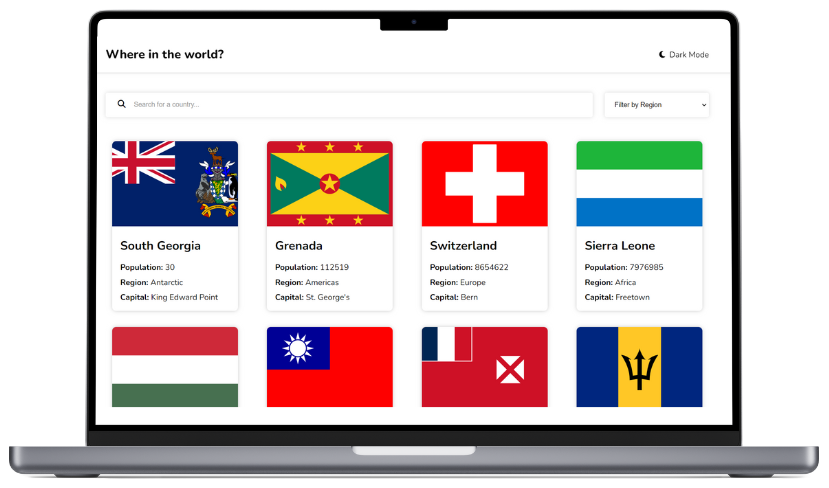 Where in the world?
Dark Mode
Search for a country...
Filter by Region
South Georgia
Population: 30
Region: Antarctic
Capital: King Edward Point
Grenada
Population: 112519
Region: Americas
Capital: St. George's
Switzerland
Population: 8654622
Region: Europe
Capital: Bern
Sierra Leone
Population: 7976985
Region: Africa
Capital: Freetown